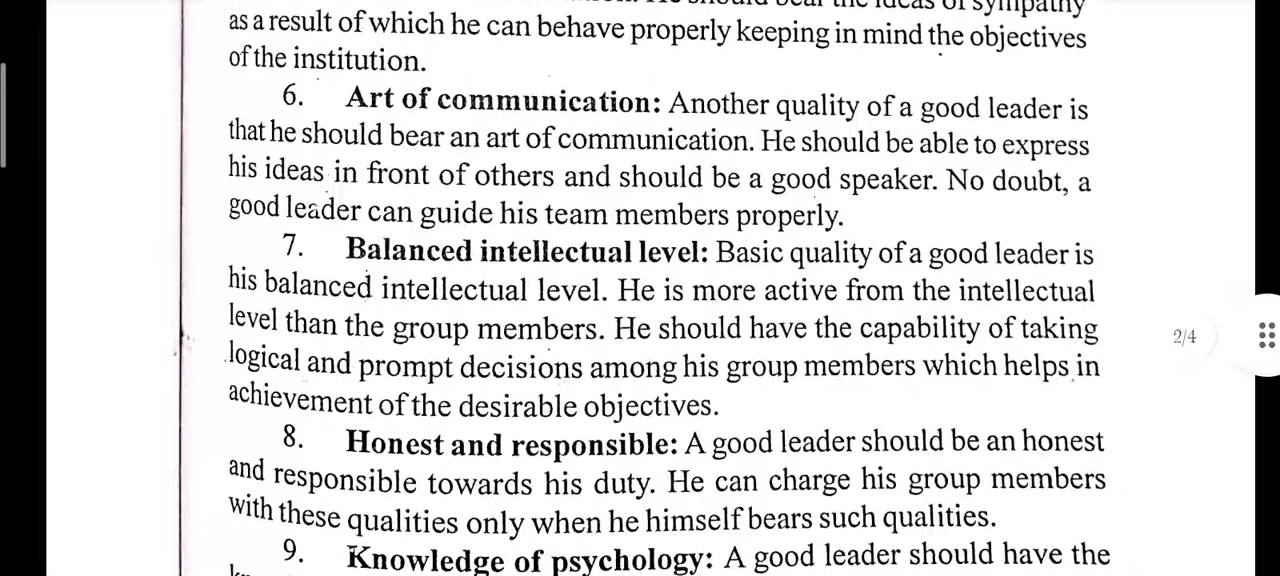 as a result of which he can behave properly keeping in mind the objectives
of the institution.
6. Art of communication: Another quality of a good leader is
that he should bear an art of communication. He should be able to express
his ideas in front of others and should be a good speaker. No doubt, a
good leader can guide his team members properly.
7. Balanced intellectual level: Basic quality of a good leader is
his balanced intellectual level. He is more active from the intellectual
level than the group members. He should have the capability of taking
logical and prompt decisions among his group members which helps in
achievement of the desirable objectives.
8. Honest and responsible: A good leader should be an honest
and responsible towards his duty. He can charge his group members
with these qualities only when he himself bears such qualities.
9. Knowledge of psychology: A good leader should have the
2/4